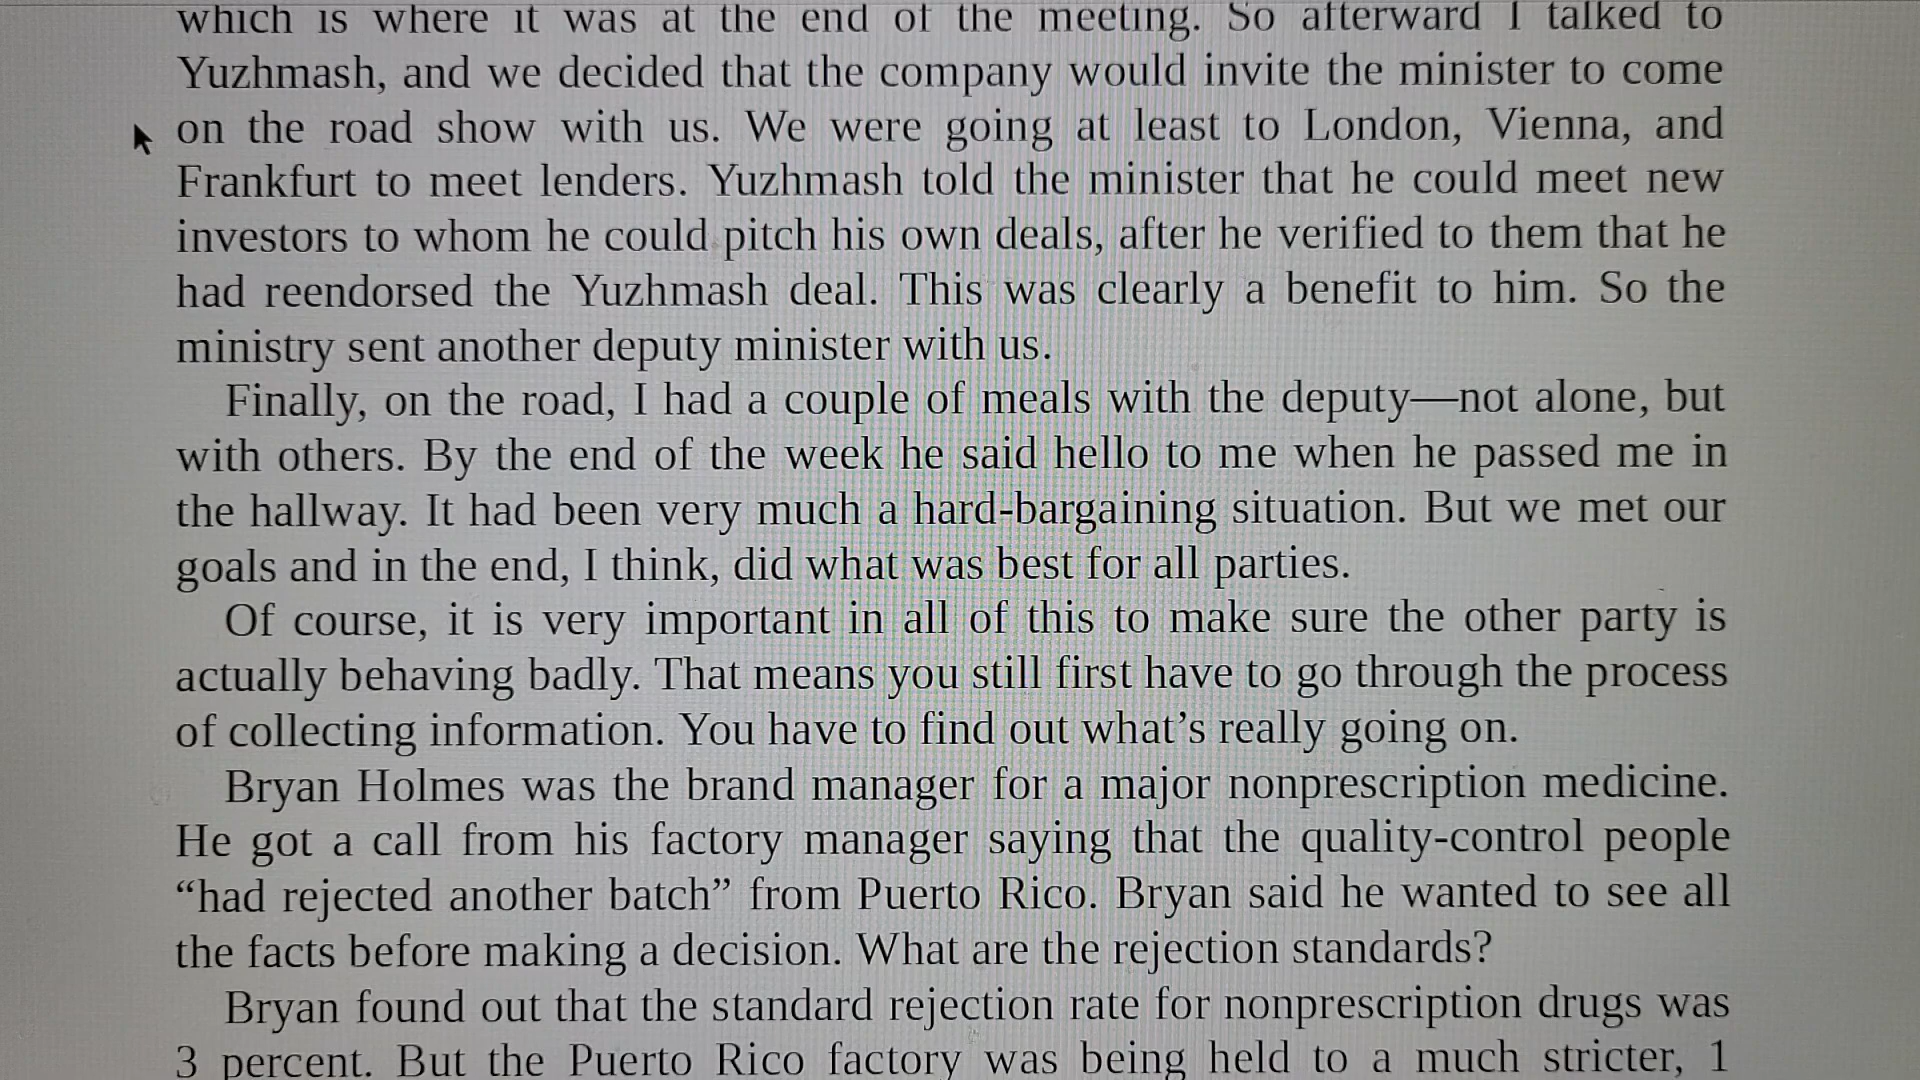 which is where it was at the end of the meeting. So afterward I talked to
Yuzhmash, and we decided that the company would invite the minister to come
on the road show with us. We were going at least to London, Vienna, and
Frankfurt to meet lenders. Yuzhmash told the minister that he could meet new
investors to whom he could pitch his own deals, after he verified to them that he
had reendorsed the Yuzhmash deal. This was clearly a benefit to him. So the
ministry sent another deputy minister with us.
Finally, on the road, I had a couple of meals with the deputy—not alone, but
with others. By the end of the week he said hello to me when he passed me in
the hallway. It had been very much a hard-bargaining situation. But we met our
goals and in the end, I think, did what was best for all parties.
Of course, it is very important in all of this to make sure the other party is
actually behaving badly. That means you still first have to go through the process
of collecting information. You have to find out what’s really going on.
Bryan Holmes was the brand manager for a major nonprescription medicine.
He got a call from his factory manager saying that the quality-control people
“had rejected another batch” from Puerto Rico. Bryan said he wanted to see all
the facts before making a decision. What are the rejection standards?
Bryan found out that the standard rejection rate for nonprescription drugs was
3 percent. But the Puerto Rico factory was being held to a much stricter, 1